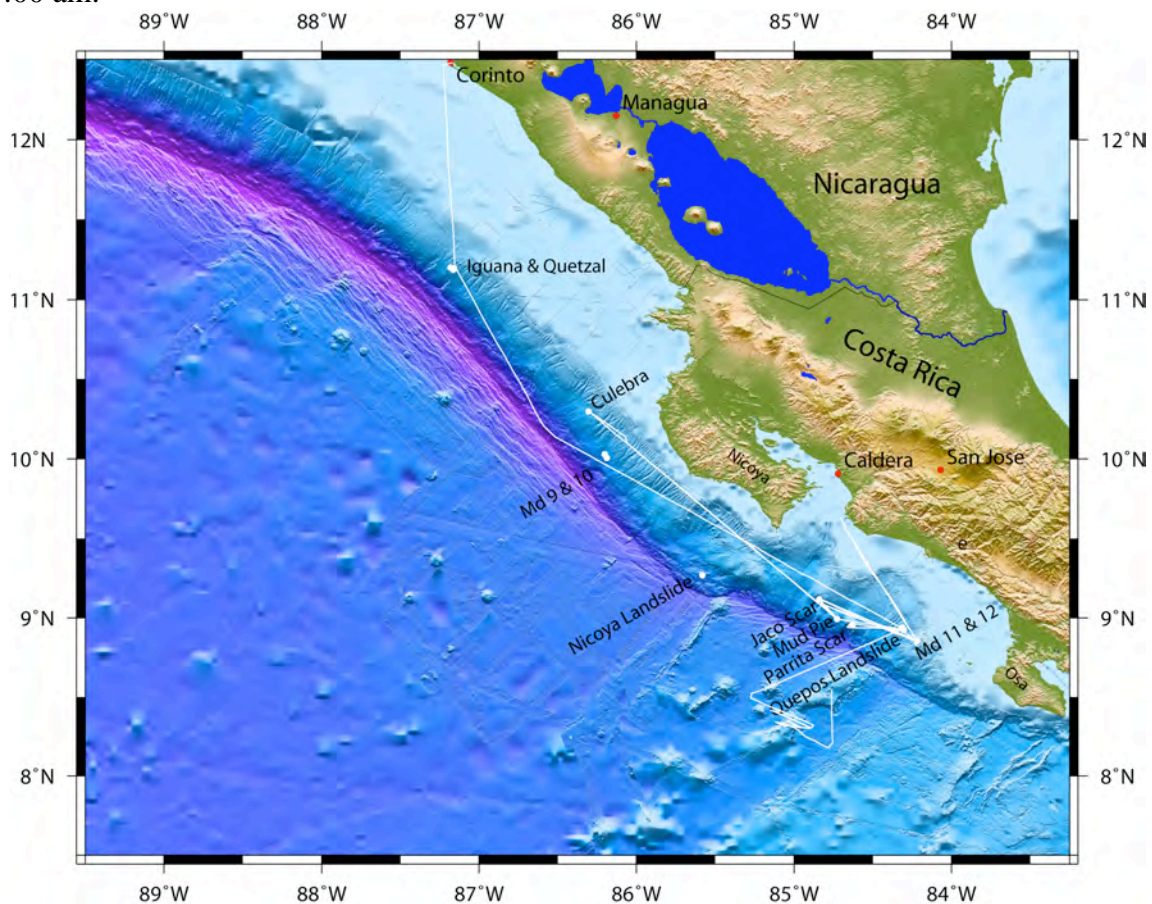 :00 am.
89°W 88°W 87°W 86°W 85°W 84°W
Corinto
Managua
12°N 12°N
Nicaragua
Iguana & Quetzal
11°N 11°N
Costa Rica
Culebra
10°N 10°N
Nicoya
Caldera
San Jose
Md 9 & 10
e
Nicoya Landslide
9°N 9°N
Jaco Scar
Mud Pie
Parrita Scar
Quepos Landslide
Md 11 & 12
Osa
8°N 8°N
89°W 88°W 87°W 86°W 85°W 84°W